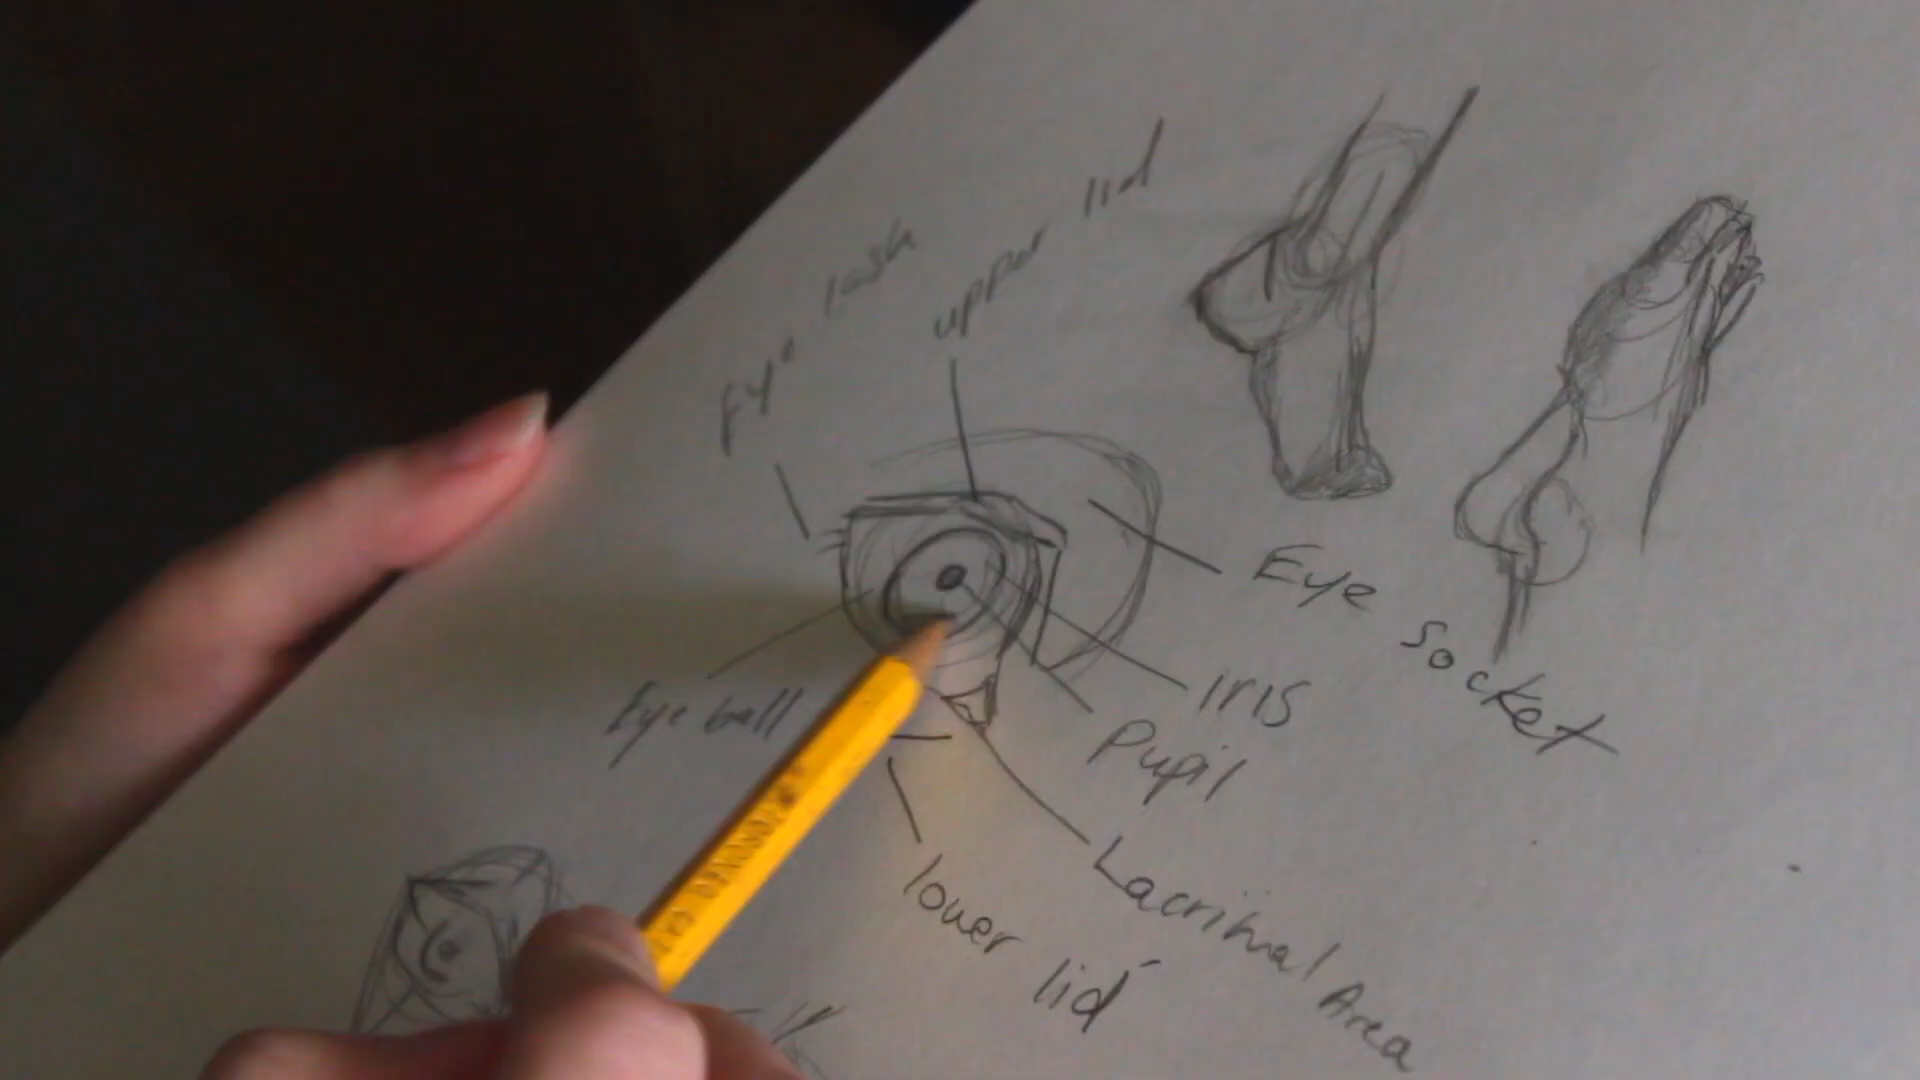 Eye lash
upper lid
Eye socket
Iris
Pupil
Eye ball
Lacrimal Area
lower lid